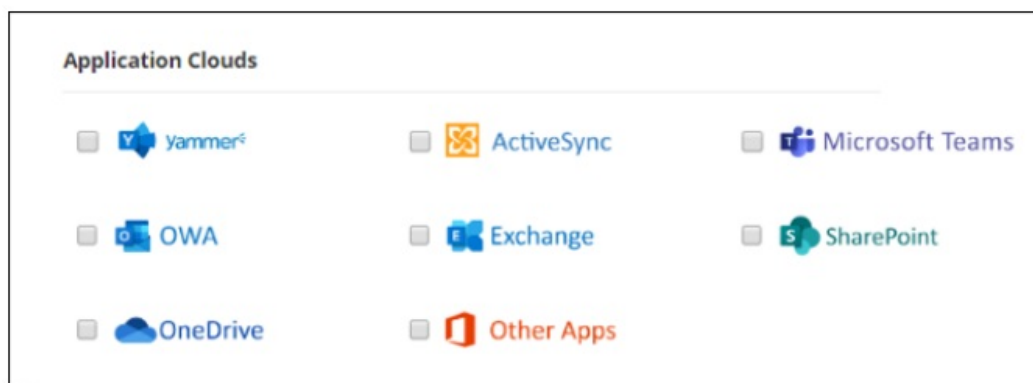 Application Clouds
Y yammer
ActiveSync
T Microsoft Teams
O OWA
E Exchange
S SharePoint
OneDrive
Other Apps